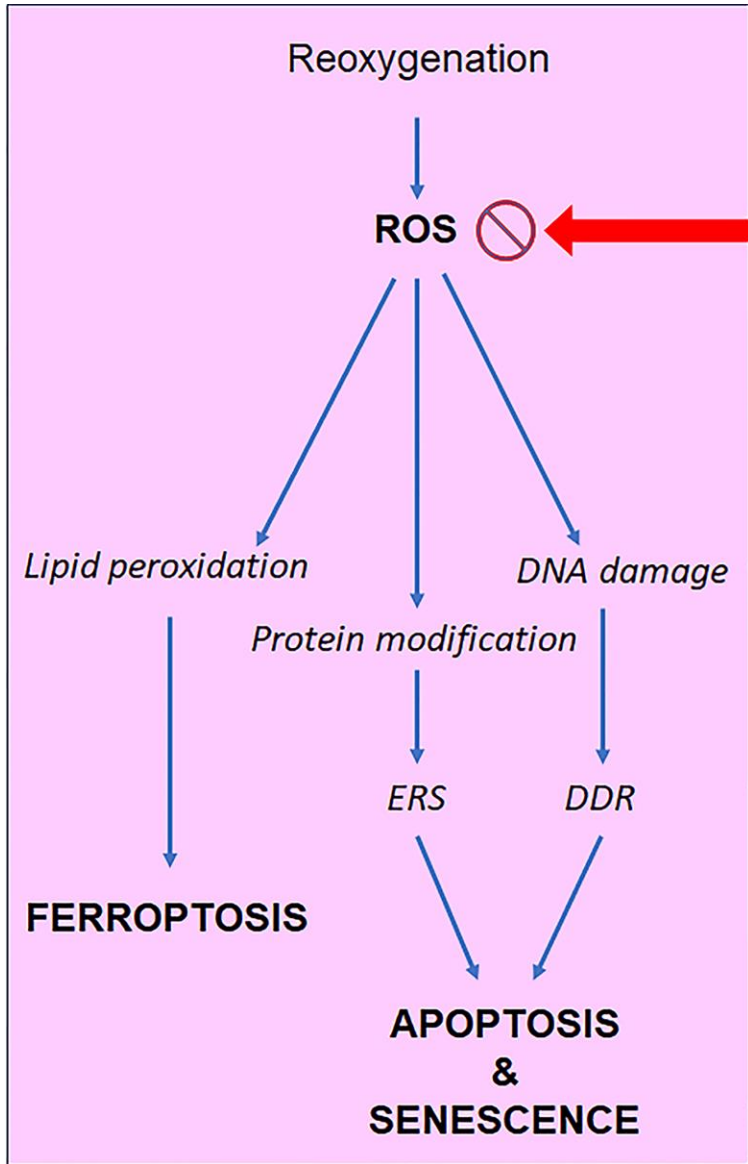 Reoxygenation
ROS
Lipid peroxidation
DNA damage
Protein modification
ERS
DDR
FERROPTOSIS
APOPTOSIS
&
SENESCENCE